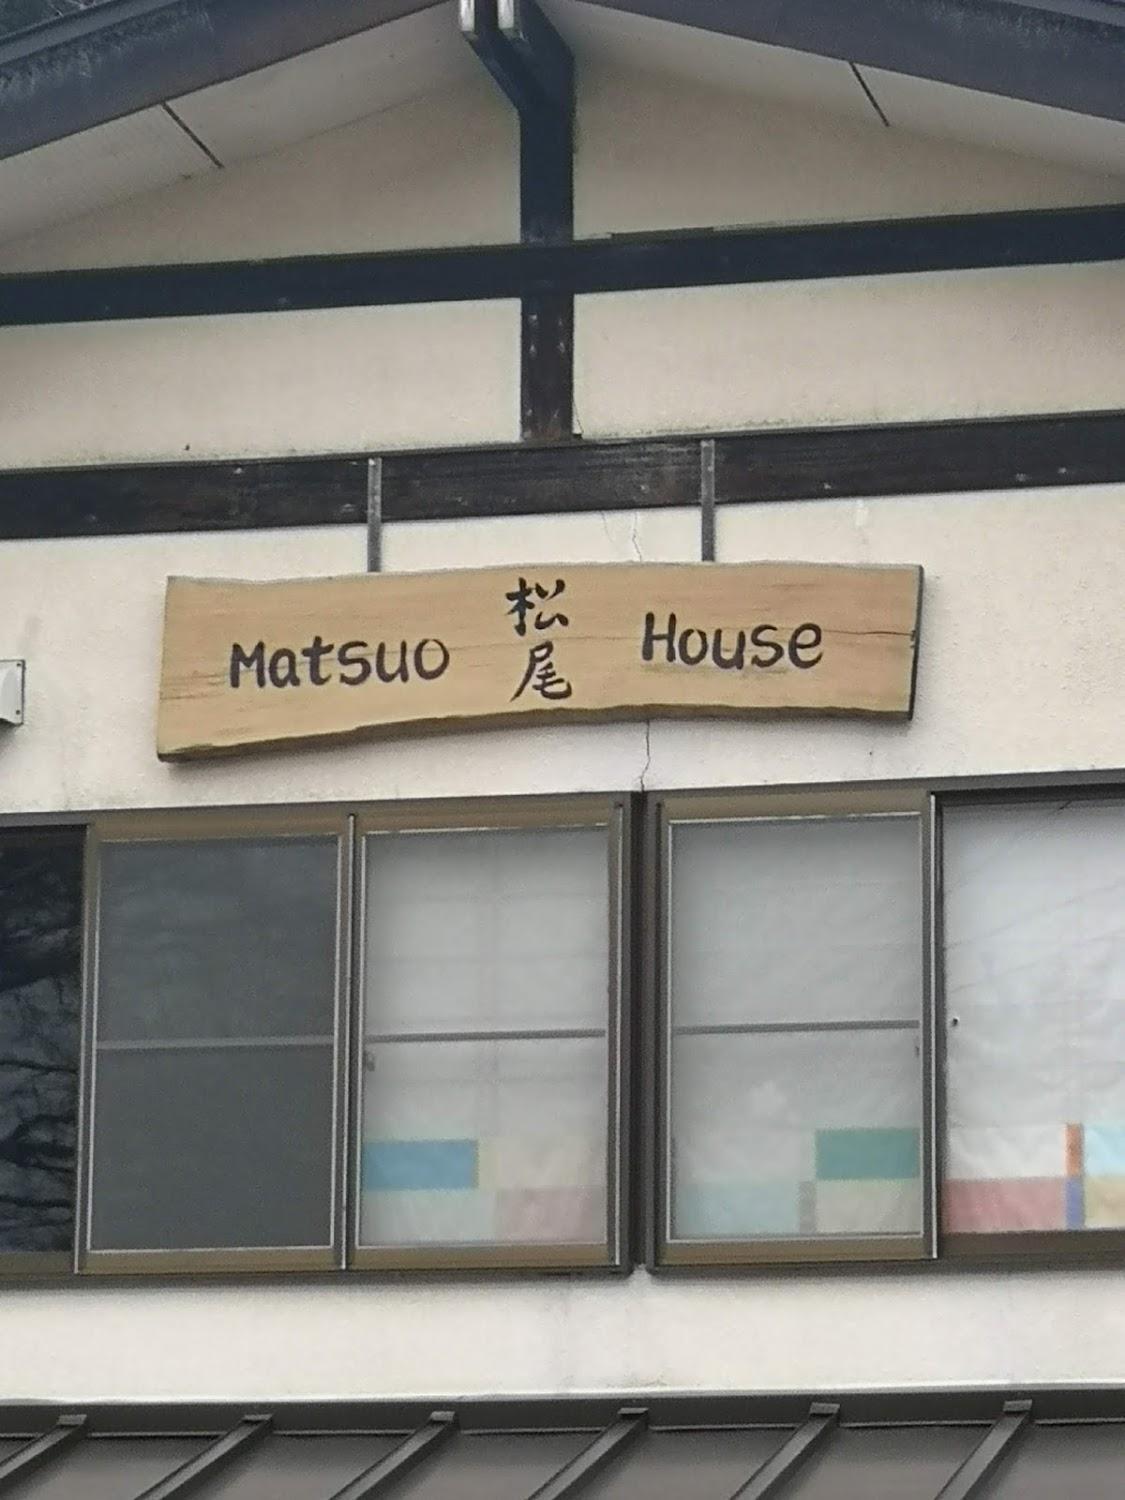 Matsuo
松尾
House